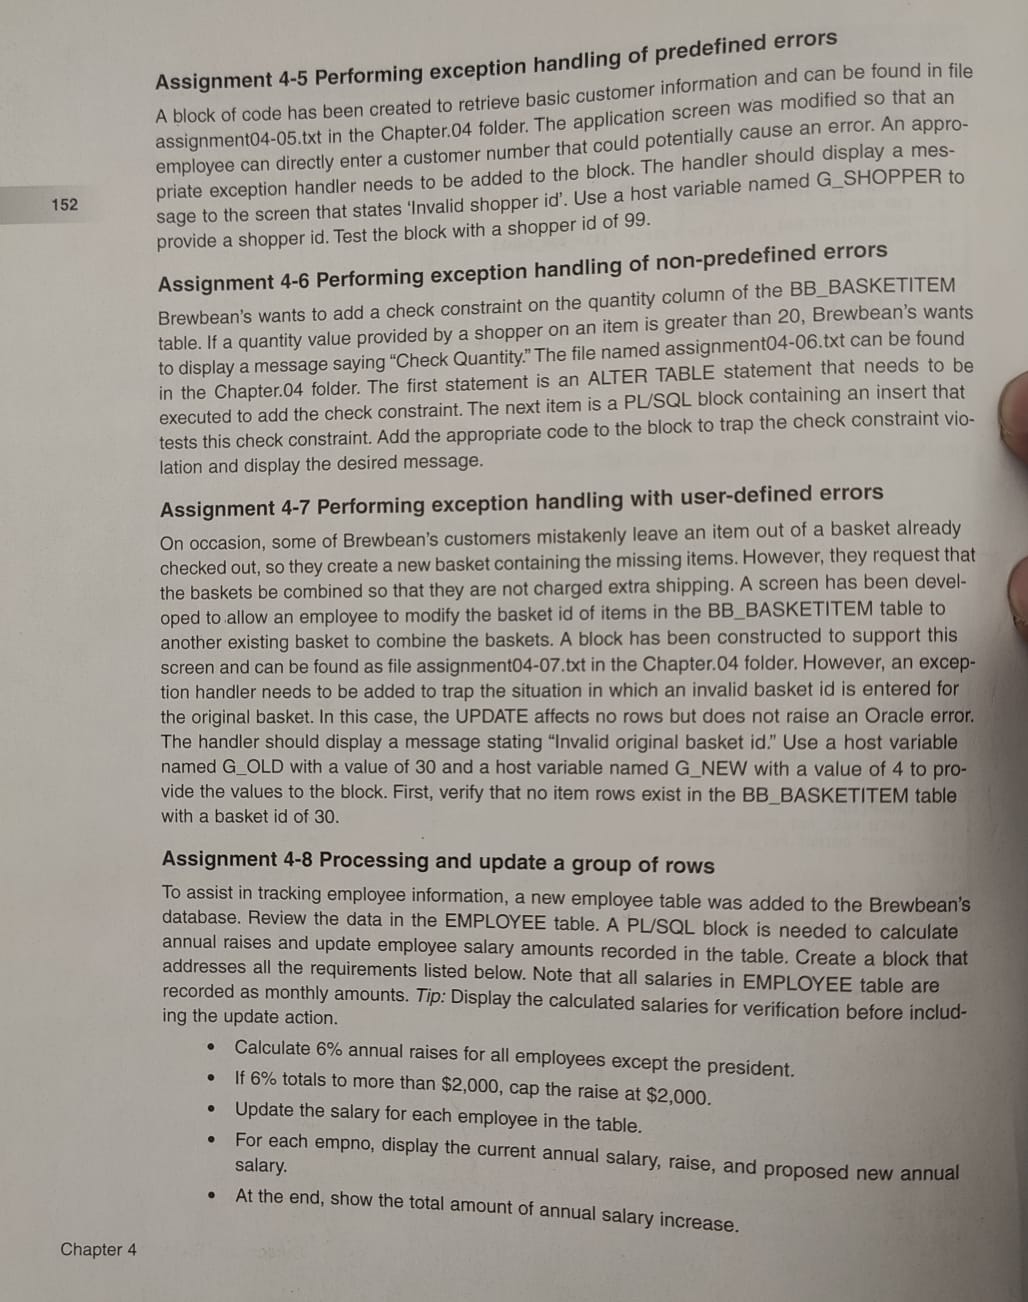 Assignment 4-5 Performing exception handling of predefined errors
A block of code has been created to retrieve basic customer information and can be found in file
assignment04-05.txt in the Chapter.04 folder. The application screen was modified so that an
employee can directly enter a customer number that could potentially cause an error. An appro-
priate exception handler needs to be added to the block. The handler should display a mes-
152
sage to the screen that states ‘Invalid shopper id’. Use a host variable named G_SHOPPER to
provide a shopper id. Test the block with a shopper id of 99.
Assignment 4-6 Performing exception handling of non-predefined errors
Brewbean’s wants to add a check constraint on the quantity column of the BB_BASKETITEM
table. If a quantity value provided by a shopper on an item is greater than 20, Brewbean’s wants
to display a message saying “Check Quantity.” The file named assignment04-06.txt can be found
in the Chapter.04 folder. The first statement is an ALTER TABLE statement that needs to be
executed to add the check constraint. The next item is a PL/SQL block containing an insert that
tests this check constraint. Add the appropriate code to the block to trap the check constraint vio-
lation and display the desired message.
Assignment 4-7 Performing exception handling with user-defined errors
On occasion, some of Brewbean’s customers mistakenly leave an item out of a basket already
checked out, so they create a new basket containing the missing items. However, they request that
the baskets be combined so that they are not charged extra shipping. A screen has been devel-
oped to allow an employee to modify the basket id of items in the BB_BASKETITEM table to
another existing basket to combine the baskets. A block has been constructed to support this
screen and can be found as file assignment04-07.txt in the Chapter.04 folder. However, an excep-
tion handler needs to be added to trap the situation in which an invalid basket id is entered for
the original basket. In this case, the UPDATE affects no rows but does not raise an Oracle error.
The handler should display a message stating “Invalid original basket id.” Use a host variable
named G_OLD with a value of 30 and a host variable named G_NEW with a value of 4 to pro-
vide the values to the block. First, verify that no item rows exist in the BB_BASKETITEM table
with a basket id of 30.
Assignment 4-8 Processing and update a group of rows
To assist in tracking employee information, a new employee table was added to the Brewbean’s
database. Review the data in the EMPLOYEE table. A PL/SQL block is needed to calculate
annual raises and update employee salary amounts recorded in the table. Create a block that
addresses all the requirements listed below. Note that all salaries in EMPLOYEE table are
recorded as monthly amounts. Tip: Display the calculated salaries for verification before includ-
ing the update action.
• Calculate 6% annual raises for all employees except the president.
• If 6% totals to more than $2,000, cap the raise at $2,000.
• Update the salary for each employee in the table.
• For each empno, display the current annual salary, raise, and proposed new annual
salary.
• At the end, show the total amount of annual salary increase.
Chapter 4